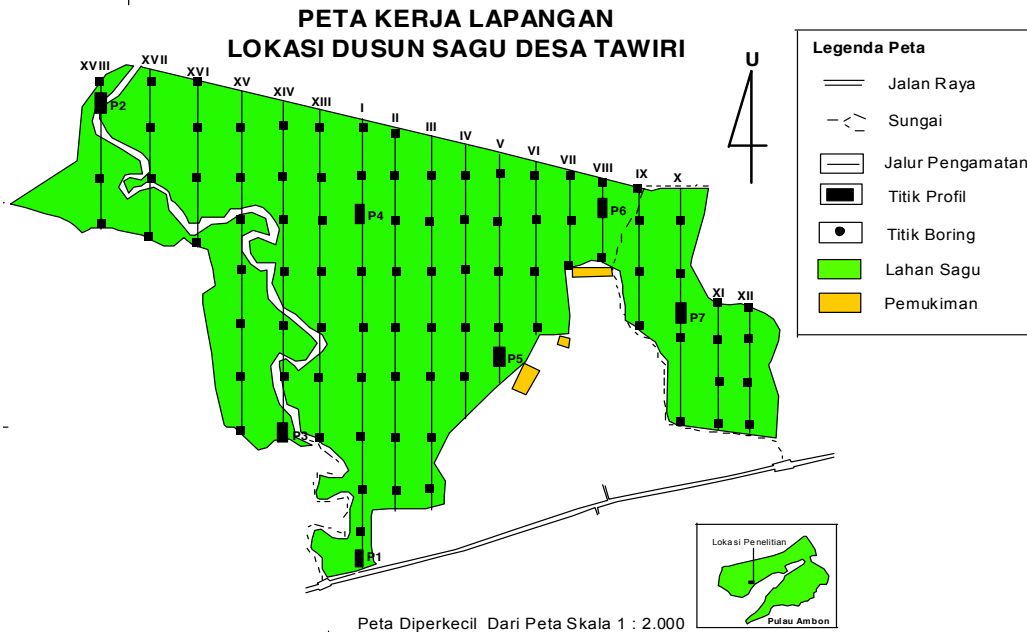 PETA KERJA LAPANGAN
LOKASI DUSUN SAGU DESA TAWIRI
U
Legenda Peta
Jalan Raya
Sungai
Jalur Pengamatan
Titik Profil
Titik Boring
Lahan Sagu
Pemukiman
XVIII
XVII
XVI
XV
XIV
XIII
I
II
III
IV
V
VI
VII
VIII
IX
X
XI
XII
P2
P4
P6
P7
P5
P3
P1
Lokasi Penelitian
Pulau Ambon
Peta Diperkecil Dari Peta Skala 1 : 2.000